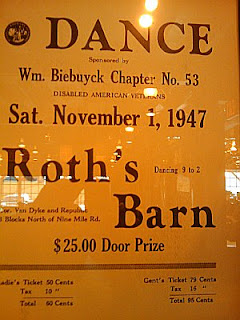 DANCE
Sponsored by
Wm. Biebuyck Chapter No. 53
DISABLED AMERICAN VETERANS
Sat. November 1, 1947
Roth's
Dancing 9 to 2
Van Dyke and
Blocks North of Nine Mile Rd.
Barn
$25.00 Door Prize
Ticket 50 Cents
Tax 10 "
Total 60 Cents
Gent's Ticket 79 Cents
Tax 16 "
Total 95 Cents